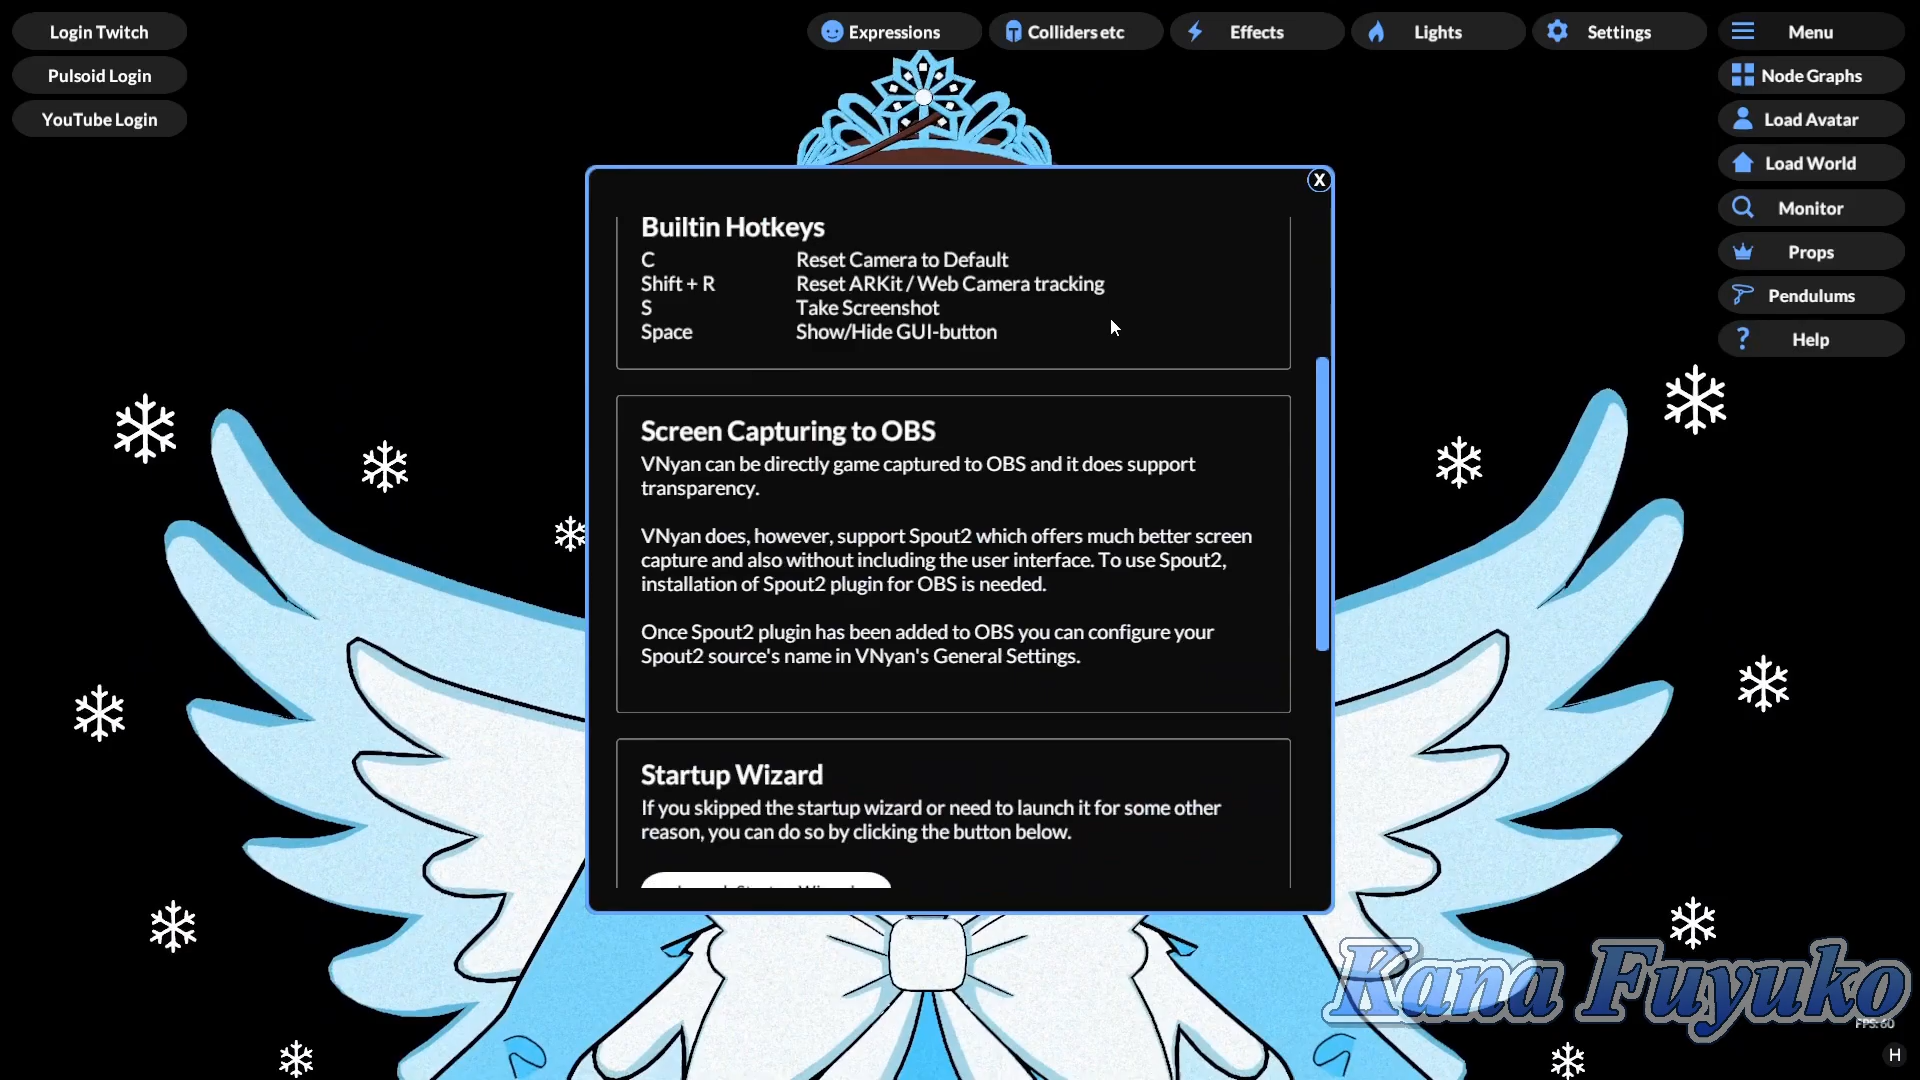 Login Twitch
Pulsoid Login
YouTube Login
Expressions
Colliders etc
Effects
Lights
Settings
Menu
Node Graphs
Load Avatar
Load World
Monitor
Props
Pendulums
? Help
X
Builtin Hotkeys
C Reset Camera to Default
Shift + R Reset ARKit / Web Camera tracking
S Take Screenshot
Space Show/Hide GUI-button
Screen Capturing to OBS
VNyan can be directly game captured to OBS and it does support
transparency.
VNyan does, however, support Spout2 which offers much better screen
capture and also without including the user interface. To use Spout2,
installation of Spout2 plugin for OBS is needed.
Once Spout2 plugin has been added to OBS you can configure your
Spout2 source's name in VNyan's General Settings.
Startup Wizard
If you skipped the startup wizard or need to launch it for some other
reason, you can do so by clicking the button below.
Kana Fuyuko
FPS: 60
H